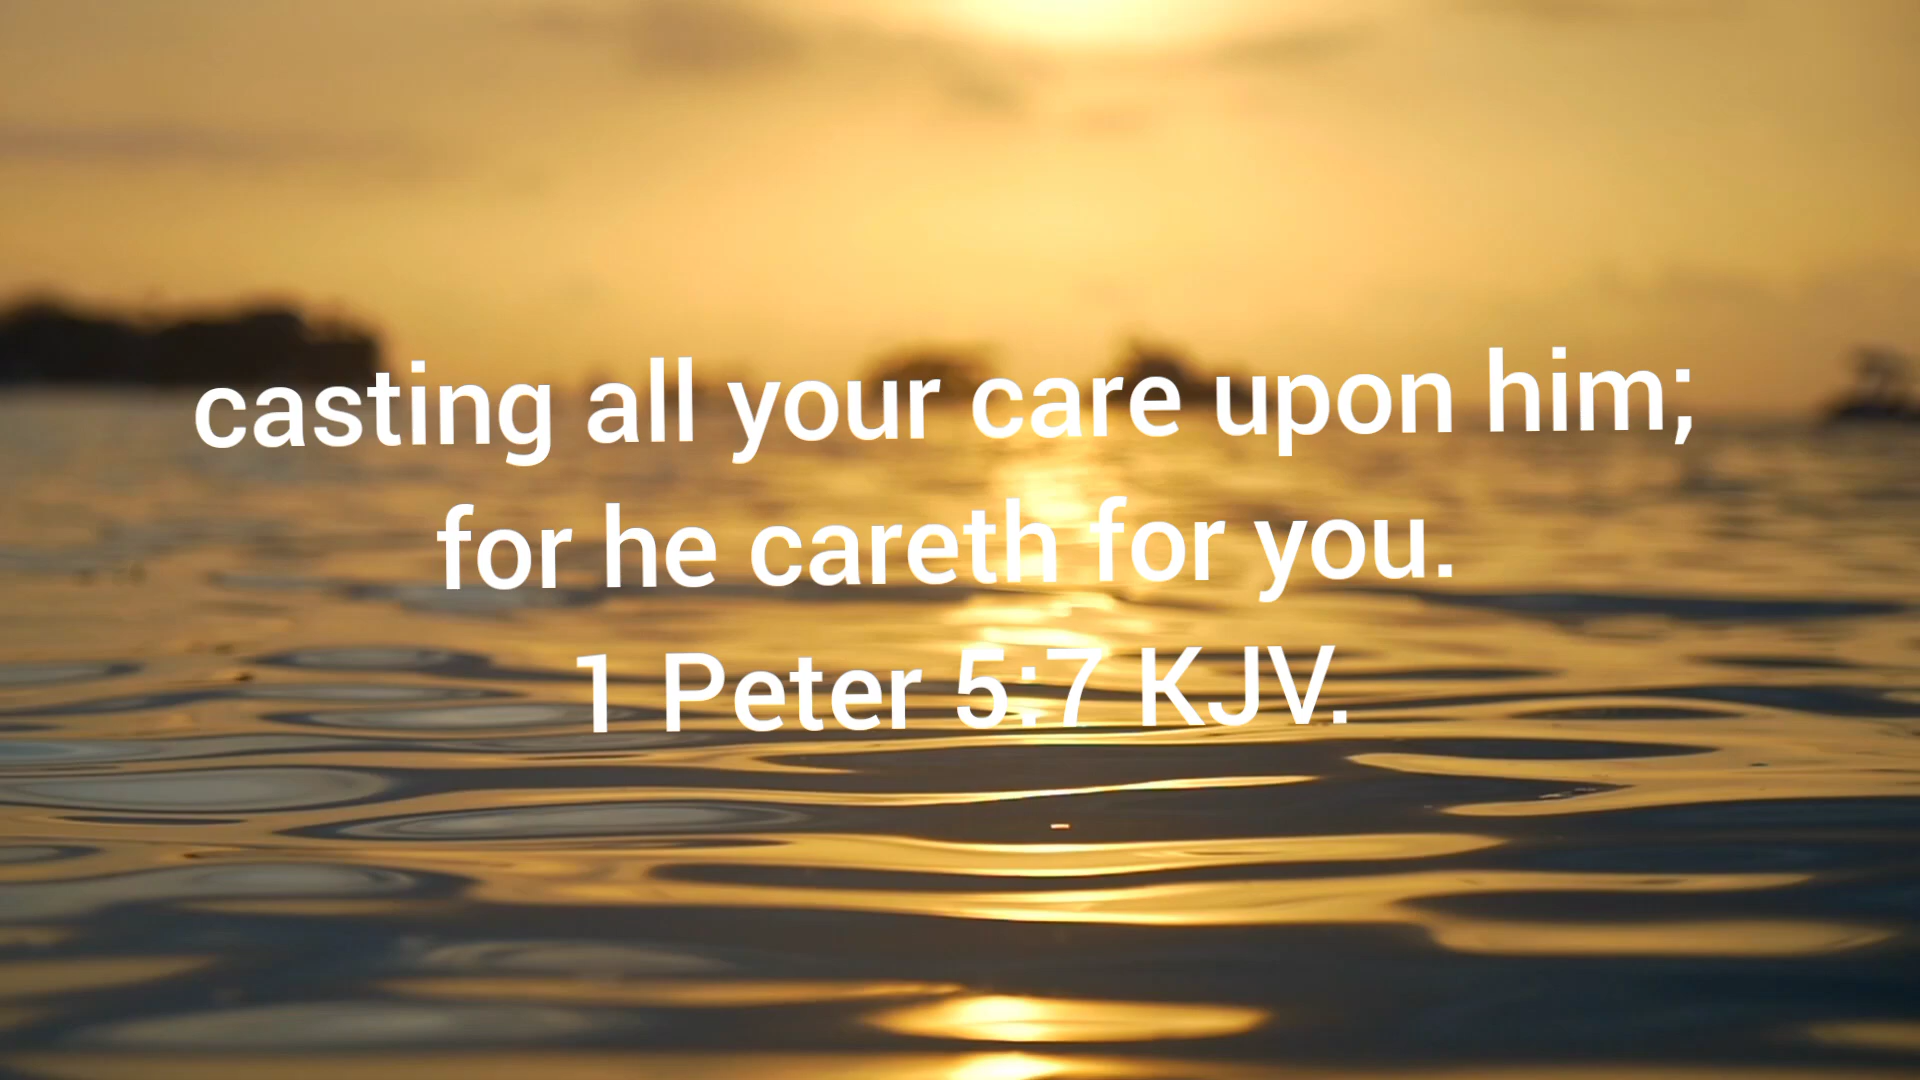 casting all your care upon him;
for he careth for you.
1 Peter 5:7 KJV.